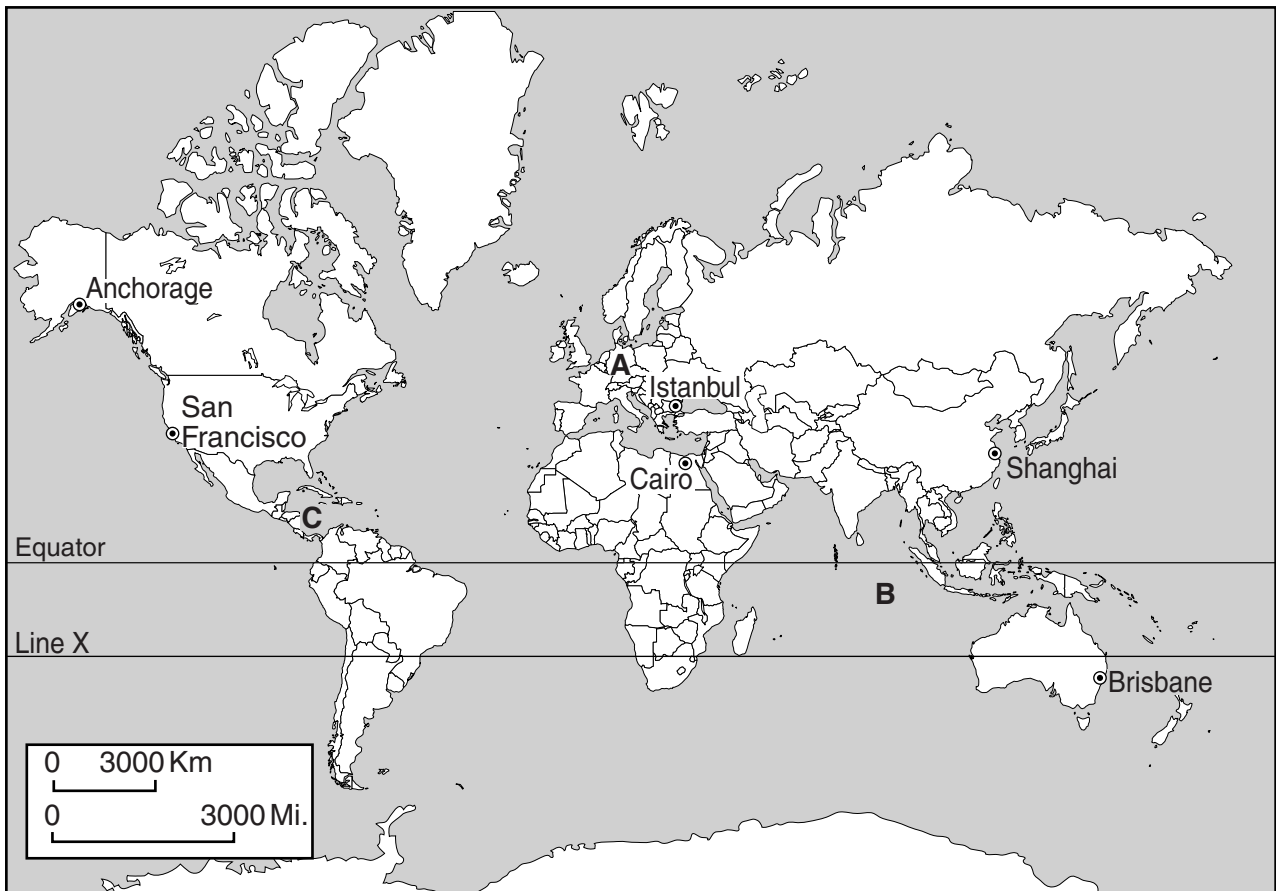 Anchorage
A
Istanbul
San
Francisco
Shanghai
Cairo
C
Equator
B
Line X
Brisbane
0 3000 Km
0 3000 Mi.